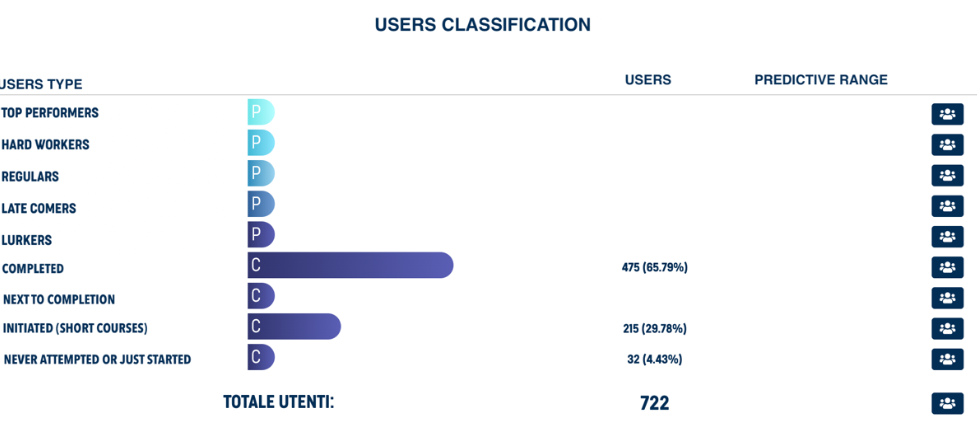 USERS CLASSIFICATION
USERS TYPE USERS PREDICTIVE RANGE
TOP PERFORMERS P
HARD WORKERS P
REGULARS P
LATE COMERS P
LURKERS P
COMPLETED C 475 (65.79%)
NEXT TO COMPLETION C
INITIATED (SHORT COURSES) C 215 (29.78%)
NEVER ATTEMPTED OR JUST STARTED C 32 (4.43%)
TOTALE UTENTI: 722